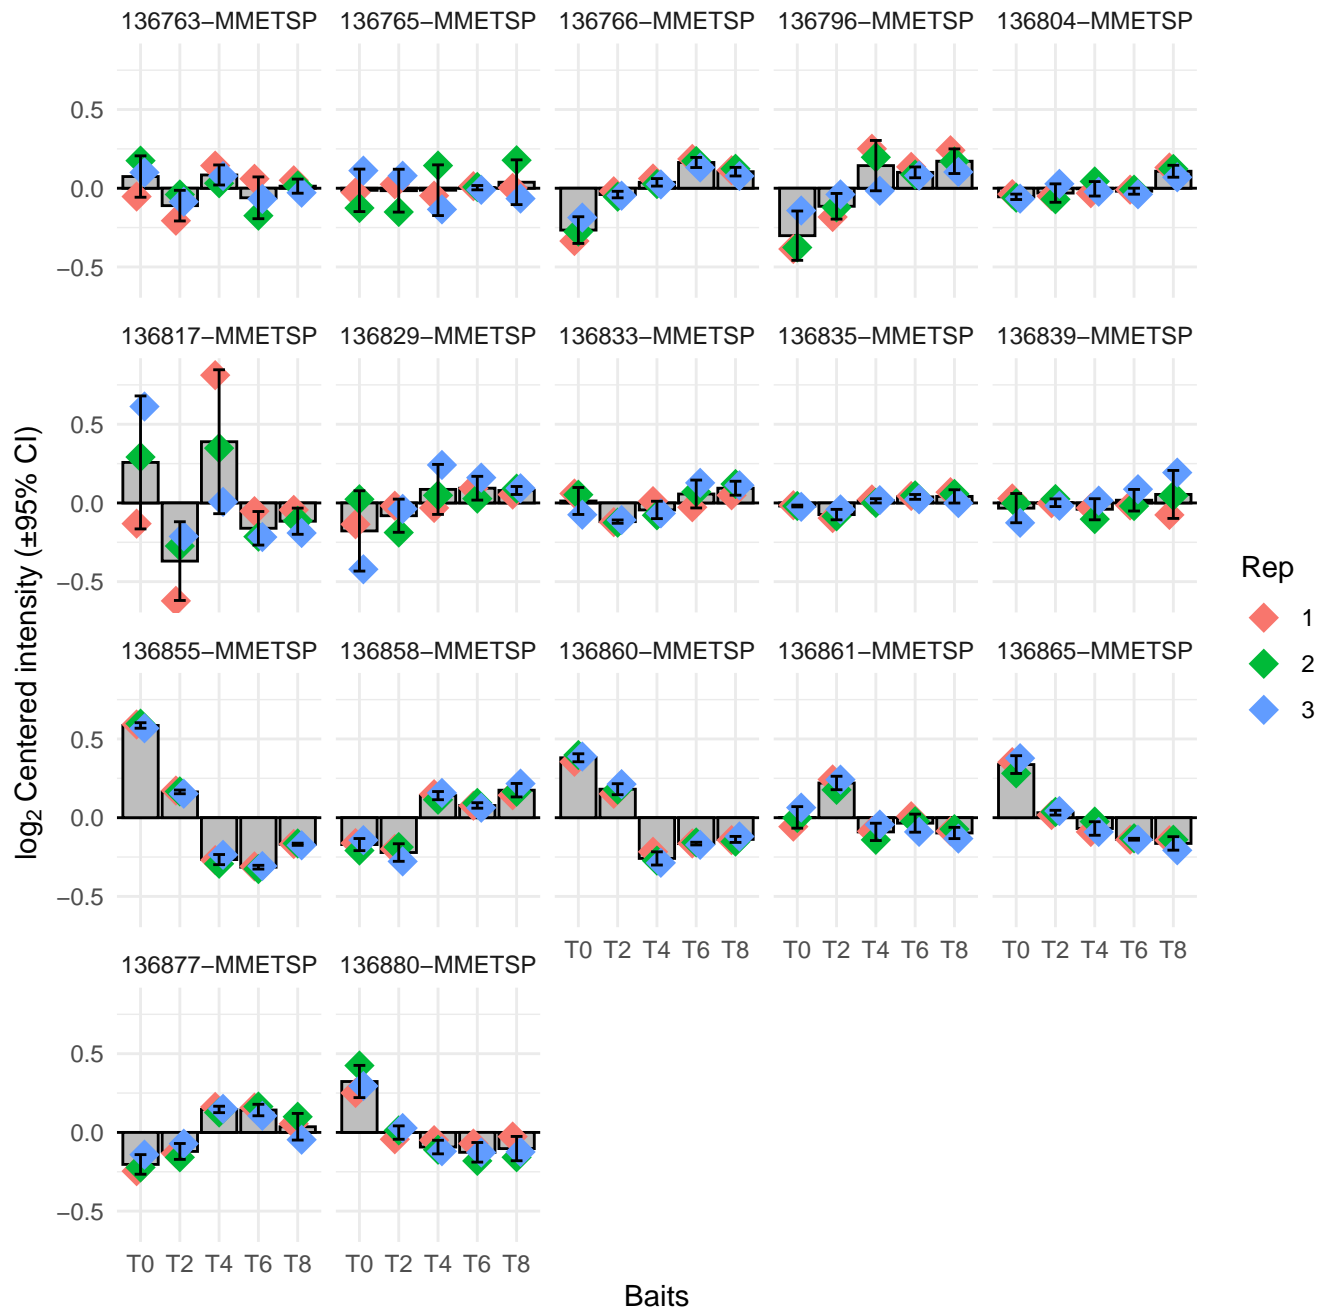 136763−MMETSP 136765−MMETSP 136766−MMETSP 136796−MMETSP 136804−MMETSP
0.5
0.0
−0.5
136817−MMETSP 136829−MMETSP 136833−MMETSP 136835−MMETSP 136839−MMETSP
0.5
0.0
−0.5
136855−MMETSP 136858−MMETSP 136860−MMETSP 136861−MMETSP 136865−MMETSP
0.5
0.0
−0.5
T0 T2 T4 T6 T8 T0 T2 T4 T6 T8 T0 T2 T4 T6 T8
136877−MMETSP 136880−MMETSP
0.5
0.0
−0.5
T0 T2 T4 T6 T8 T0 T2 T4 T6 T8
Baits
log2 Centered intensity (±95% CI)
Rep
1
2
3